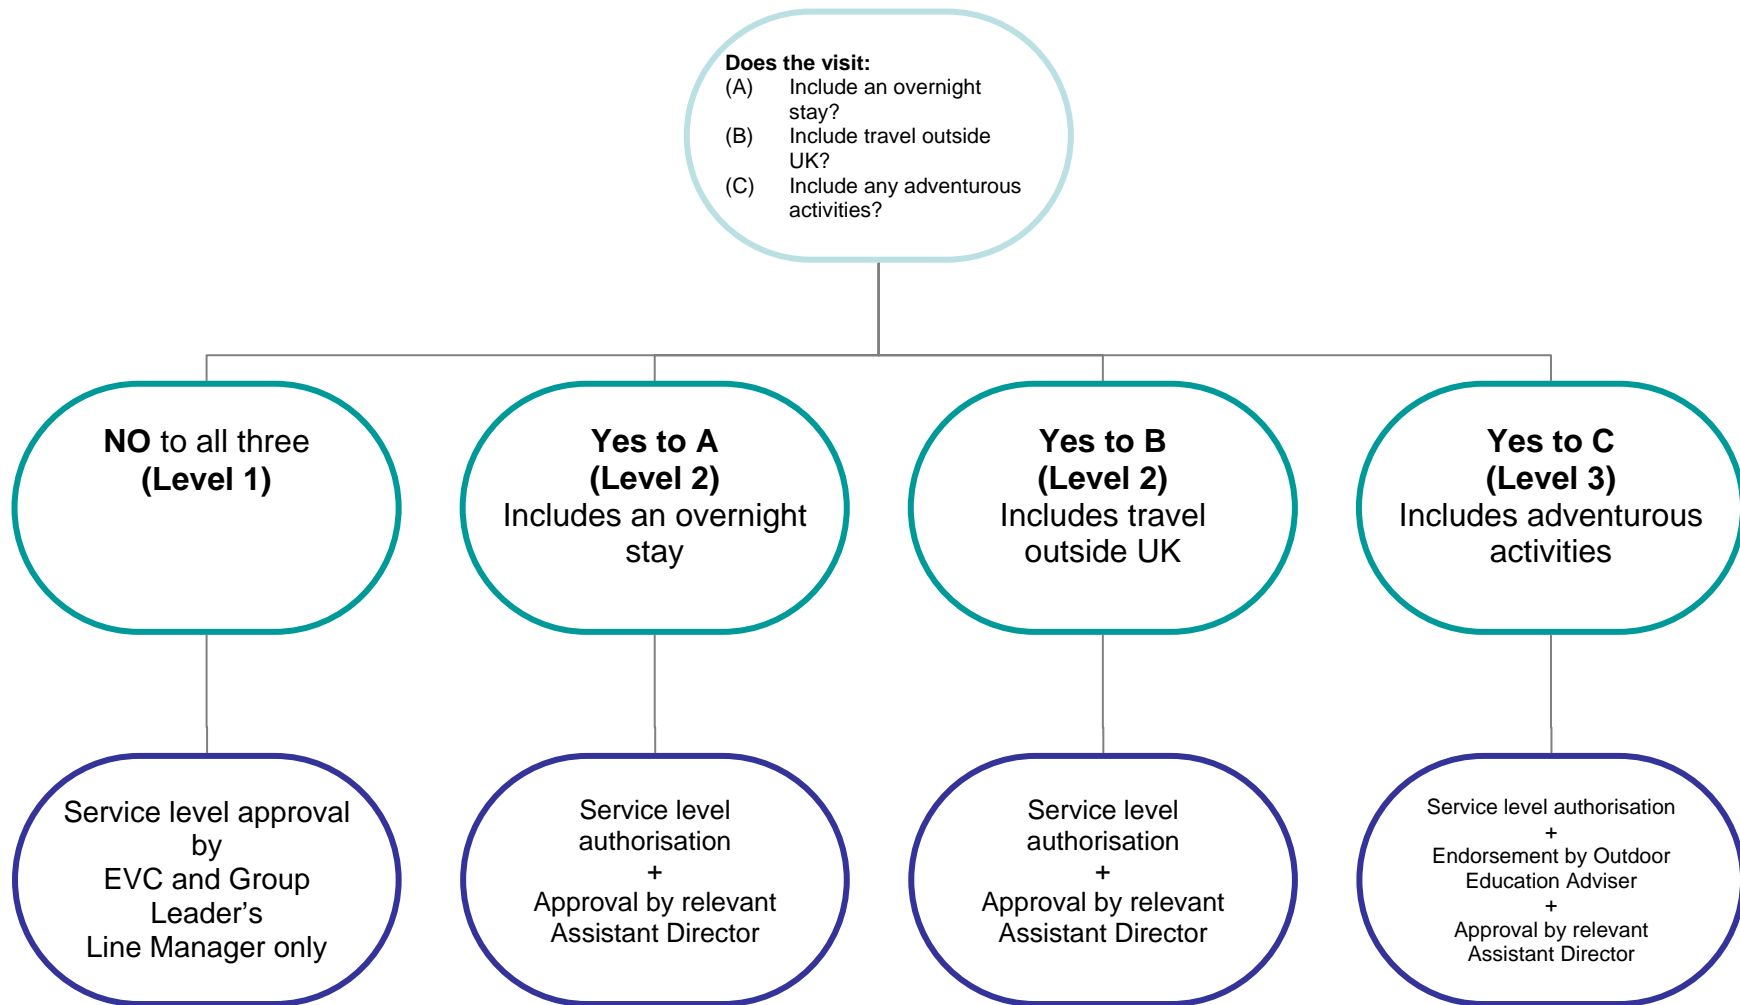 Does the visit:
(A) Include an overnight
stay?
(B) Include travel outside
UK?
(C) Include any adventurous
activities?
NO to all three
(Level 1)
Yes to A
(Level 2)
Includes an overnight
stay
Yes to B
(Level 2)
Includes travel
outside UK
Yes to C
(Level 3)
Includes adventurous
activities
Service level approval
by
EVC and Group
Leader’s
Line Manager only
Service level
authorisation
+
Approval by relevant
Assistant Director
Service level
authorisation
+
Approval by relevant
Assistant Director
Service level authorisation
+
Endorsement by Outdoor
Education Adviser
+
Approval by relevant
Assistant Director